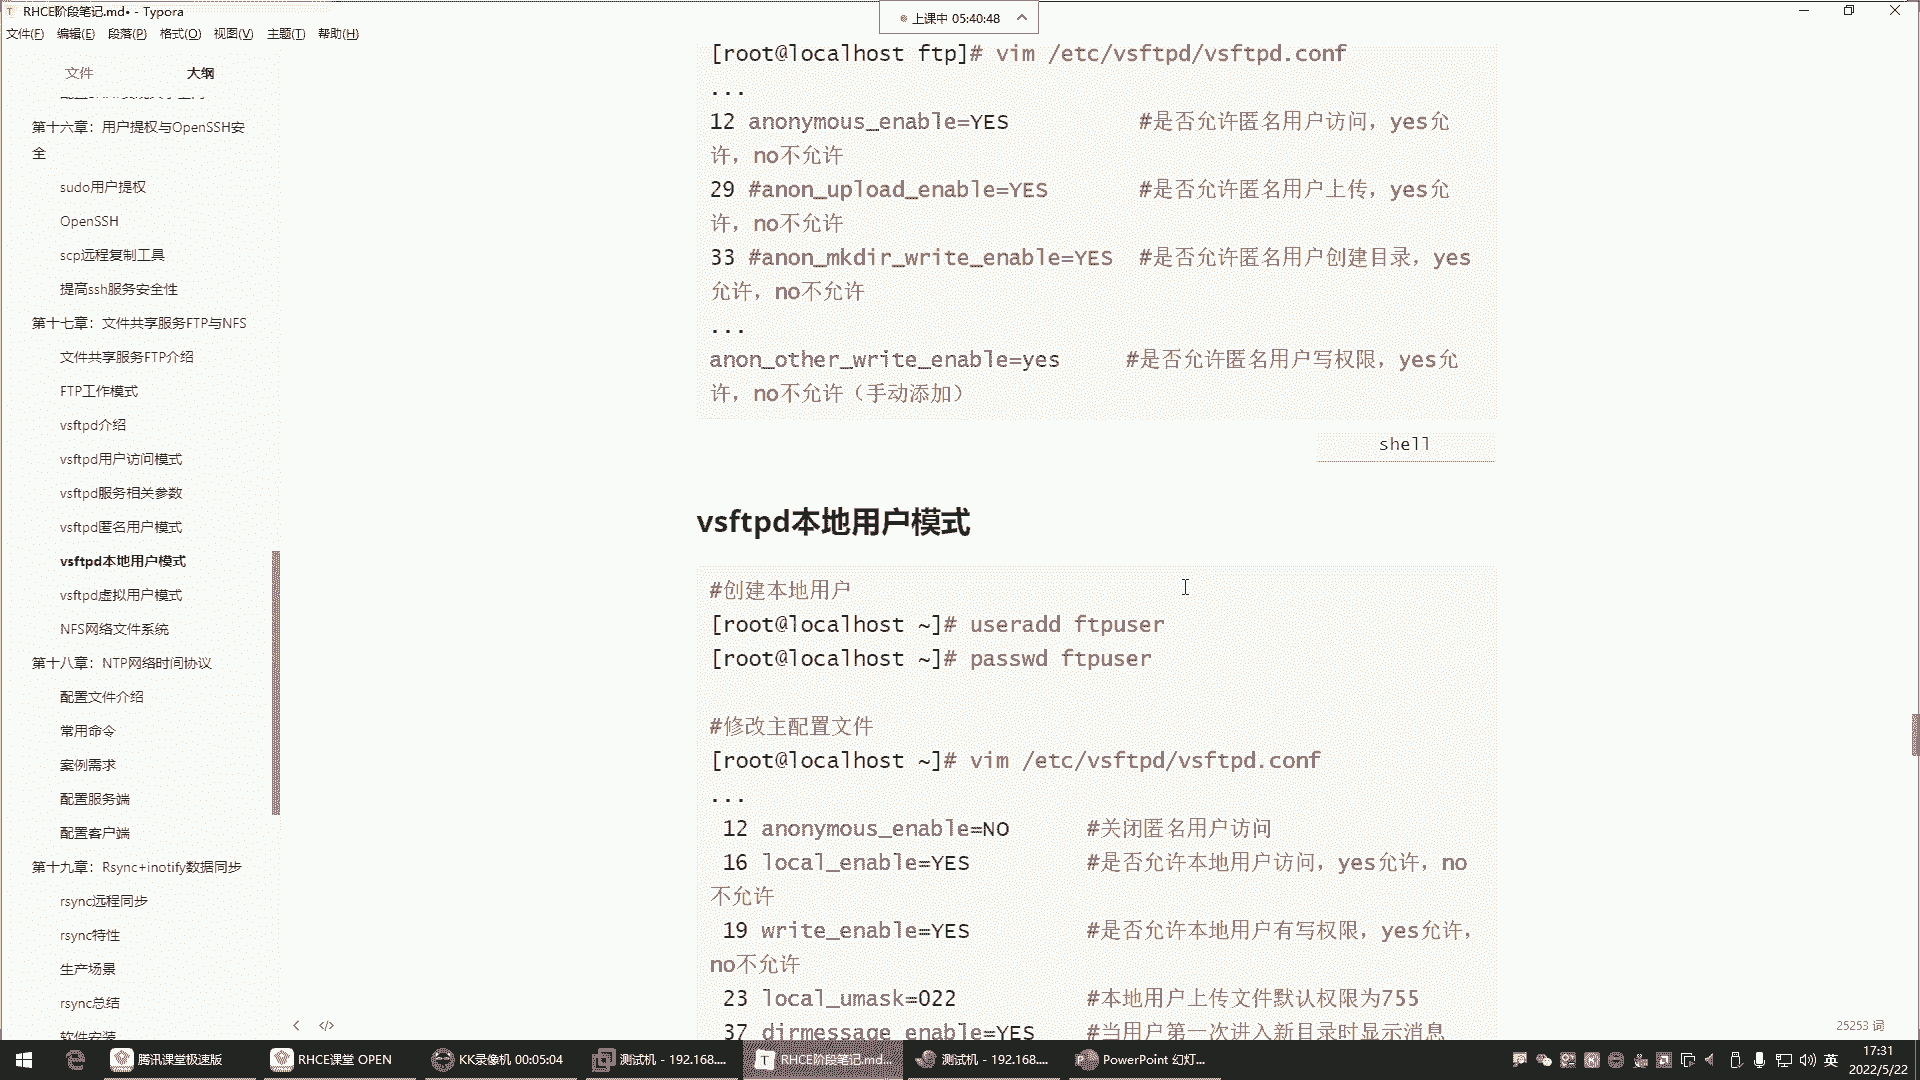 RHCE阶段笔记.md• - Typora
上课中 05:40:48
文件(F) 编辑(E) 段落(P) 格式(O) 视图(V) 主题(T) 帮助(H)
文件 大纲
第十六章：用户提权与OpenSSH安
全
sudo用户提权
OpenSSH
scp远程复制工具
提高ssh服务安全性
第十七章：文件共享服务FTP与NFS
文件共享服务FTP介绍
FTP工作模式
vsftpd介绍
vsftpd用户访问模式
vsftpd服务相关参数
vsftpd匿名用户模式
vsftpd本地用户模式
vsftpd虚拟用户模式
NFS网络文件系统
第十八章：NTP网络时间协议
配置文件介绍
常用命令
案例需求
配置服务端
配置客户端
第十九章：Rsync+inotify数据同步
rsync远程同步
rsync特性
生产场景
rsync总结
软件安装
[root@localhost ftp]# vim /etc/vsftpd/vsftpd.conf
...
12 anonymous_enable=YES #是否允许匿名用户访问，yes允
许，no不允许
29 #anon_upload_enable=YES #是否允许匿名用户上传，yes允
许，no不允许
33 #anon_mkdir_write_enable=YES #是否允许匿名用户创建目录，yes
允许，no不允许
...
anon_other_write_enable=yes #是否允许匿名用户写权限，yes允
许，no不允许（手动添加）
shell
vsftpd本地用户模式
#创建本地用户
[root@localhost ~]# useradd ftpuser
[root@localhost ~]# passwd ftpuser
#修改主配置文件
[root@localhost ~]# vim /etc/vsftpd/vsftpd.conf
...
12 anonymous_enable=NO #关闭匿名用户访问
16 local_enable=YES #是否允许本地用户访问，yes允许，no
不允许
19 write_enable=YES #是否允许本地用户有写权限，yes允许，
no不允许
23 local_umask=022 #本地用户上传文件默认权限为755
37 dirmessage_enable=YES #当用户第一次进入新目录时显示消息
25253 词
腾讯课堂极速版
RHCE课堂 OPEN
KK录像机 00:05:04
测试机 - 192.168....
RHCE阶段笔记.md...
测试机 - 192.168....
PowerPoint 幻灯...
英
17:31
2022/5/22